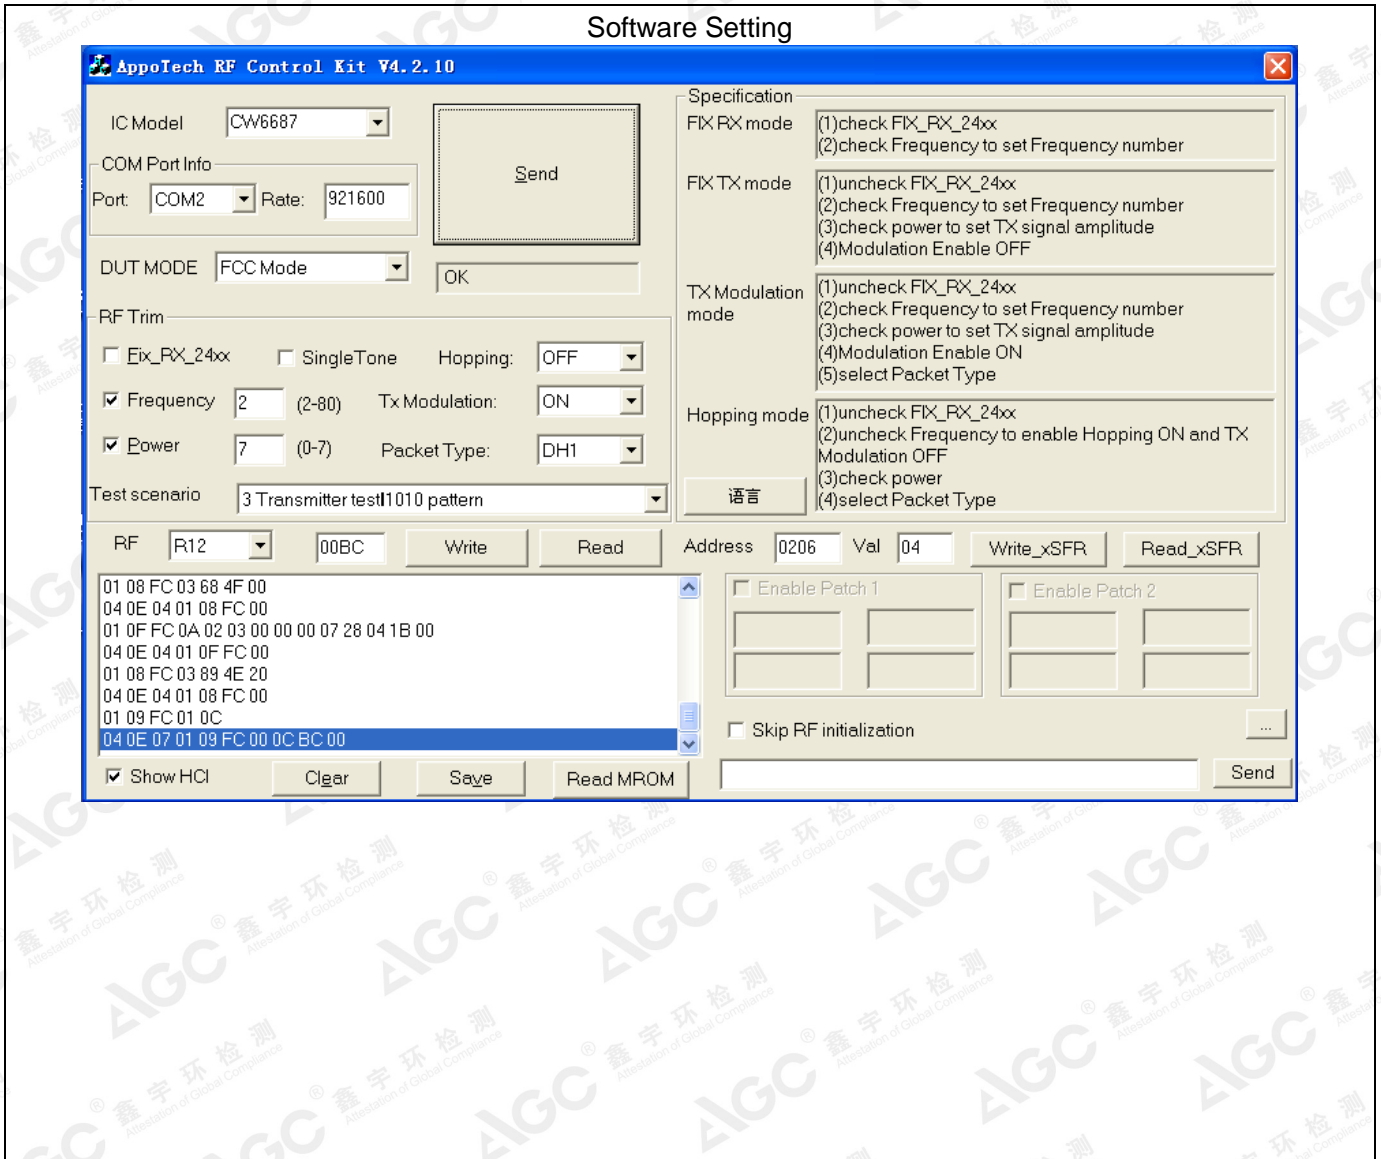 Software Setting
AppoTech RF Control Kit V4.2.10
IC Model CW6687
COM Port Info
Port: COM2 Rate: 921600
Send
DUT MODE FCC Mode
OK
RF Trim
Fix_RX_24xx SingleTone Hopping: OFF
Frequency 2 (2-80) Tx Modulation: ON
Power 7 (0-7) Packet Type: DH1
Test scenario 3 Transmitter test|1010 pattern
Specification
FIX RX mode (1)check FIX_RX_24xx
(2)check Frequency to set Frequency number
FIX TX mode (1)uncheck FIX_RX_24xx
(2)check Frequency to set Frequency number
(3)check power to set TX signal amplitude
(4)Modulation Enable OFF
TX Modulation mode (1)uncheck FIX_RX_24xx
(2)check Frequency to set Frequency number
(3)check power to set TX signal amplitude
(4)Modulation Enable ON
(5)select Packet Type
Hopping mode (1)uncheck FIX_RX_24xx
(2)uncheck Frequency to enable Hopping ON and TX
Modulation OFF
(3)check power
(4)select Packet Type
语言
RF R12 00BC Write Read Address 0206 Val 04 Write_xSFR Read_xSFR
01 08 FC 03 68 4F 00
04 0E 04 01 08 FC 00
01 0F FC 0A 02 03 00 00 00 07 28 04 1B 00
04 0E 04 01 0F FC 00
01 08 FC 03 89 4E 20
04 0E 04 01 08 FC 00
01 09 FC 01 0C
04 0E 07 01 09 FC 00 0C BC 00
Enable Patch 1 Enable Patch 2
Skip RF initialization ...
Show HCI Clear Save Read MROM Send
AGC® 鑫宇环检测
Attestation of Global Compliance